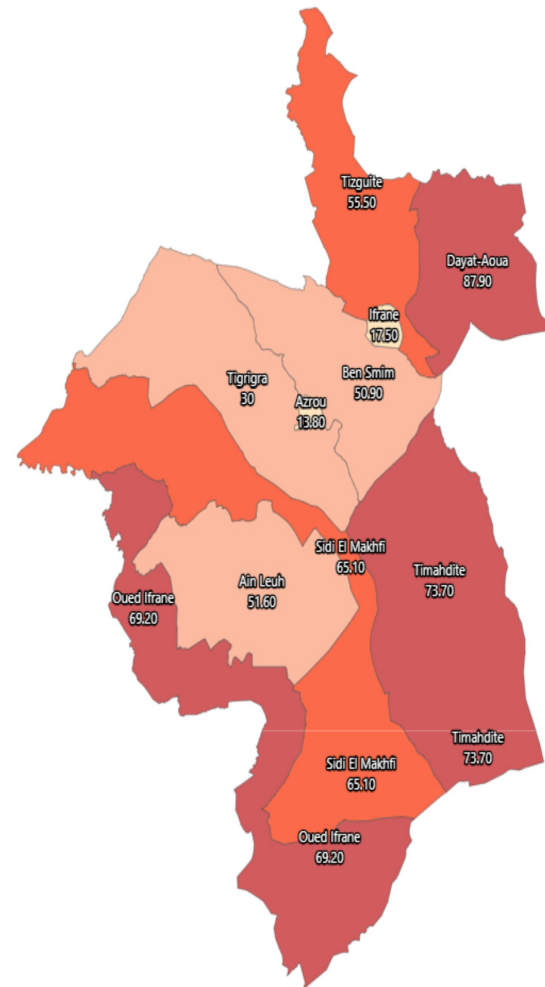 Tizguite
55.50
Dayat-Aoua
87.90
Ifrane
17.50
Ben Smim
50.90
Tigrigra
30
Azrou
13.80
Sidi El Makhfi
65.10
Timahdite
73.70
Ain Leuh
51.60
Oued Ifrane
69.20
Timahdite
73.70
Sidi El Makhfi
65.10
Oued Ifrane
69.20